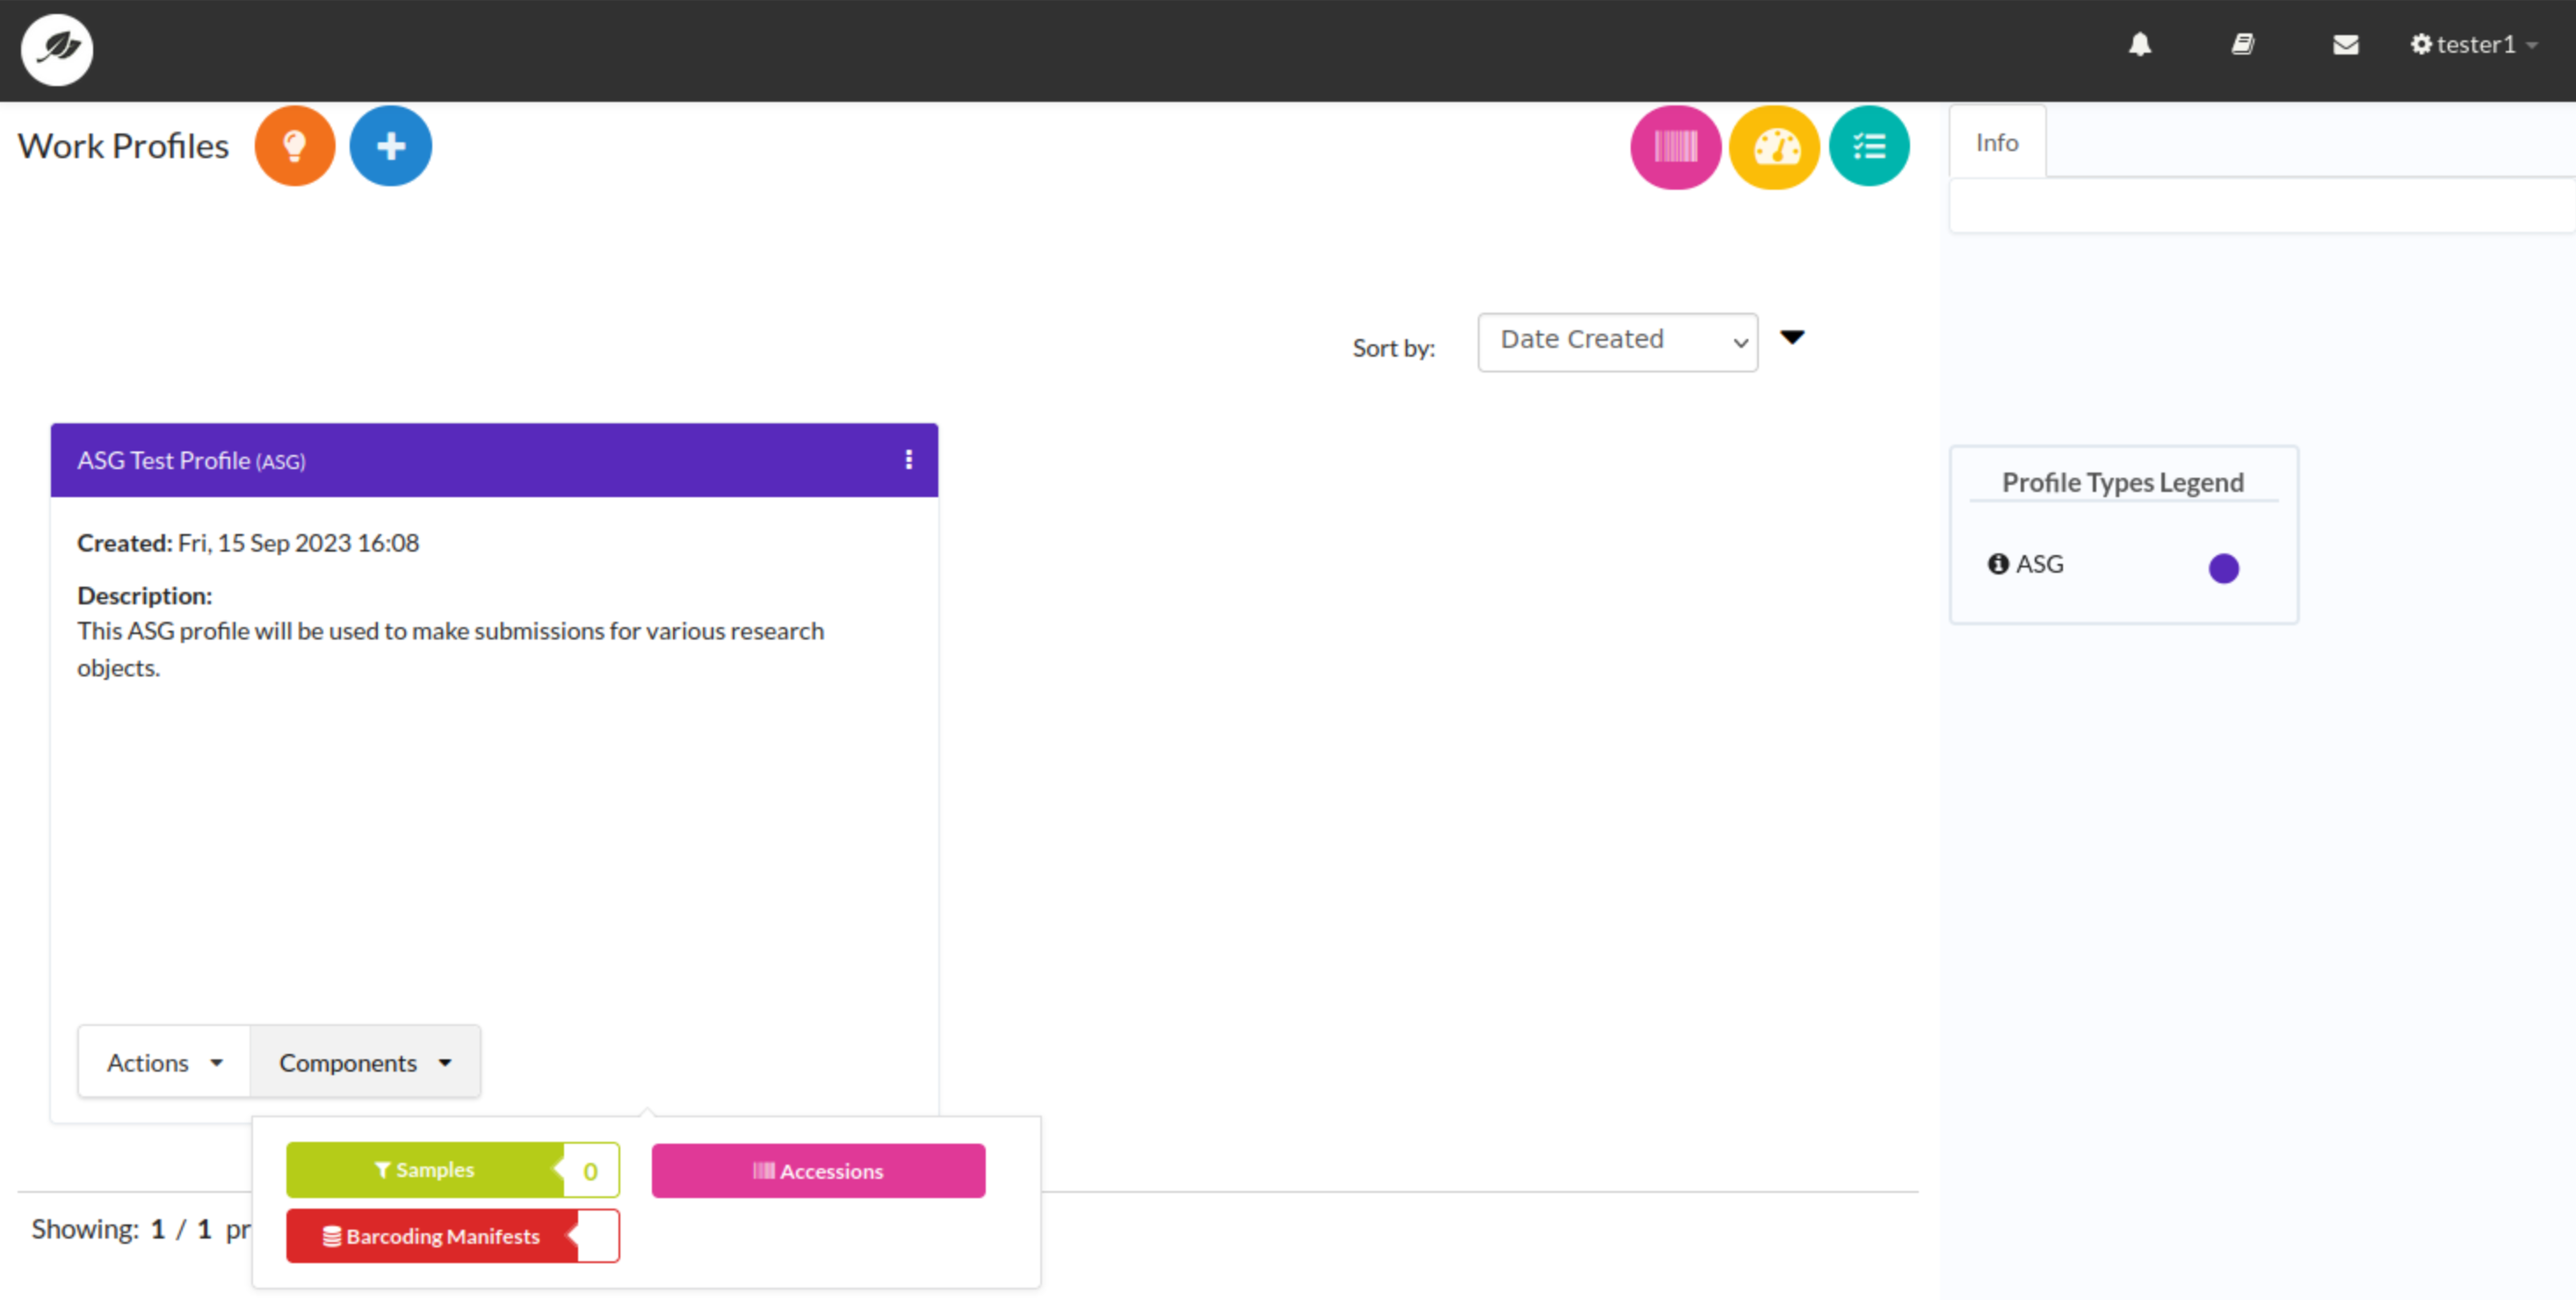 tester1
Work Profiles
Info
Sort by: Date Created
ASG Test Profile (ASG)
Created: Fri, 15 Sep 2023 16:08
Description:
This ASG profile will be used to make submissions for various research
objects.
Profile Types Legend
ASG
Actions Components
Samples 0 Accessions
Barcoding Manifests
Showing: 1 / 1 pr